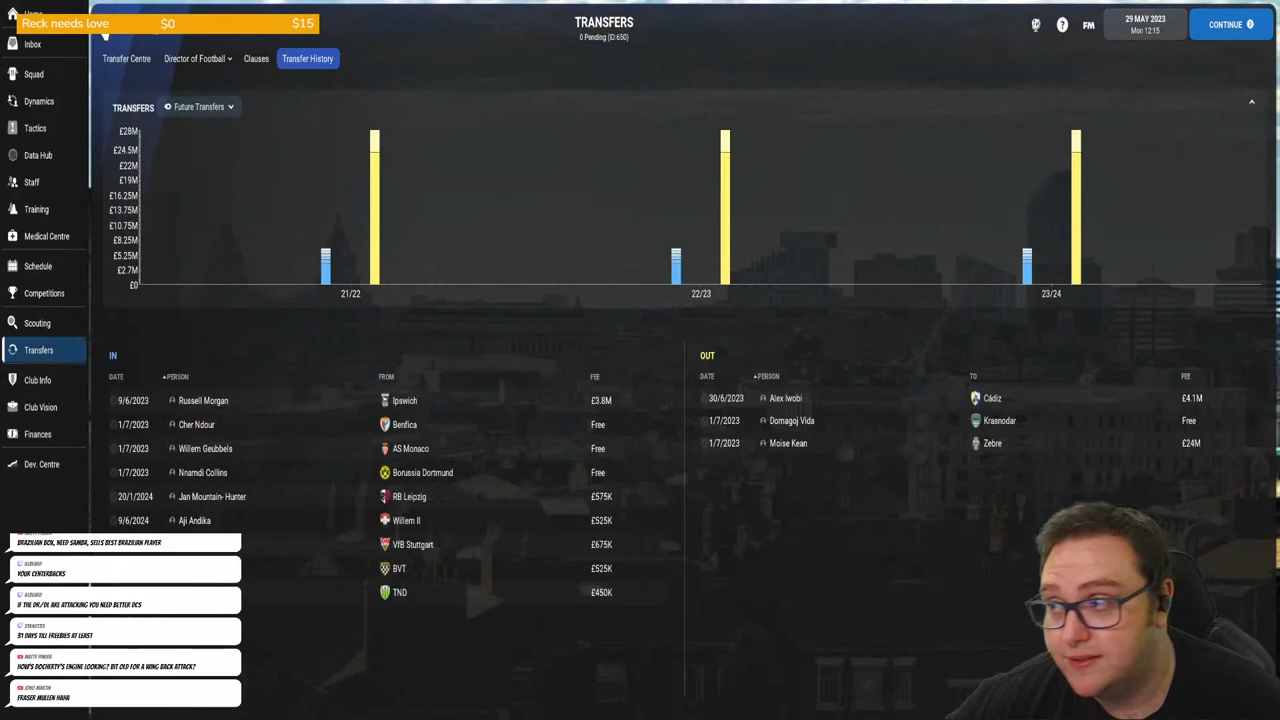 Home
Reck needs love $0 $15
TRANSFERS
0 Pending (ID:650)
FM
29 MAY 2023
Mon 12:15
CONTINUE
Inbox
Squad
Dynamics
Tactics
Data Hub
Staff
Training
Medical Centre
Schedule
Competitions
Scouting
Transfers
Club Info
Club Vision
Finances
Dev. Centre
Transfer Centre Director of Football Clauses Transfer History
TRANSFERS Future Transfers
£28M
£24.5M
£22M
£19M
£16.25M
£13.75M
£10.75M
£8.25M
£5.25M
£2.7M
£0
21/22 22/23 23/24
IN
DATE PERSON FROM FEE
9/6/2023 Russell Morgan Ipswich £3.8M
1/7/2023 Cher Ndour Benfica Free
1/7/2023 Willem Geubbels AS Monaco Free
1/7/2023 Nnamdi Collins Borussia Dortmund Free
20/1/2024 Jan Mountain- Hunter RB Leipzig £575K
9/6/2024 Aji Andika Willem II £525K
VfB Stuttgart £675K
BVT £525K
TND £450K
OUT
DATE PERSON TO FEE
30/6/2023 Alex Iwobi Cádiz £4.1M
1/7/2023 Domagoj Vida Krasnodar Free
1/7/2023 Moise Kean Zebre £24M
BRAZILIAN BOX, NEED SAMBA, SELLS BEST BRAZILIAN PLAYER
YOUR CENTERBACKS
IF THE DR/DL ARE ATTACKING YOU NEED BETTER DCS
31 DAYS TILL FREEBIES AT LEAST
MATTY PINDER
HOW'S DOCHERTY'S ENGINE LOOKING? BIT OLD FOR A WING BACK ATTACK?
JOHO MARTIN
FRASER MULLEN HAHA